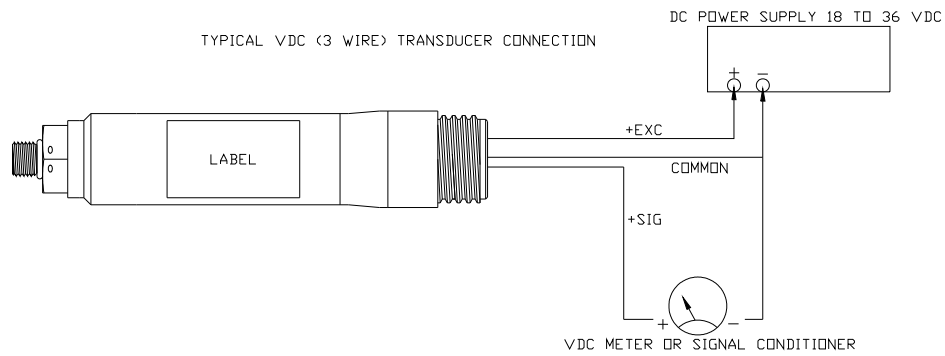 DC POWER SUPPLY 18 TO 36 VDC
TYPICAL VDC (3 WIRE) TRANSDUCER CONNECTION
+ -
+EXC
LABEL
COMMON
+SIG
+ -
VDC METER OR SIGNAL CONDITIONER